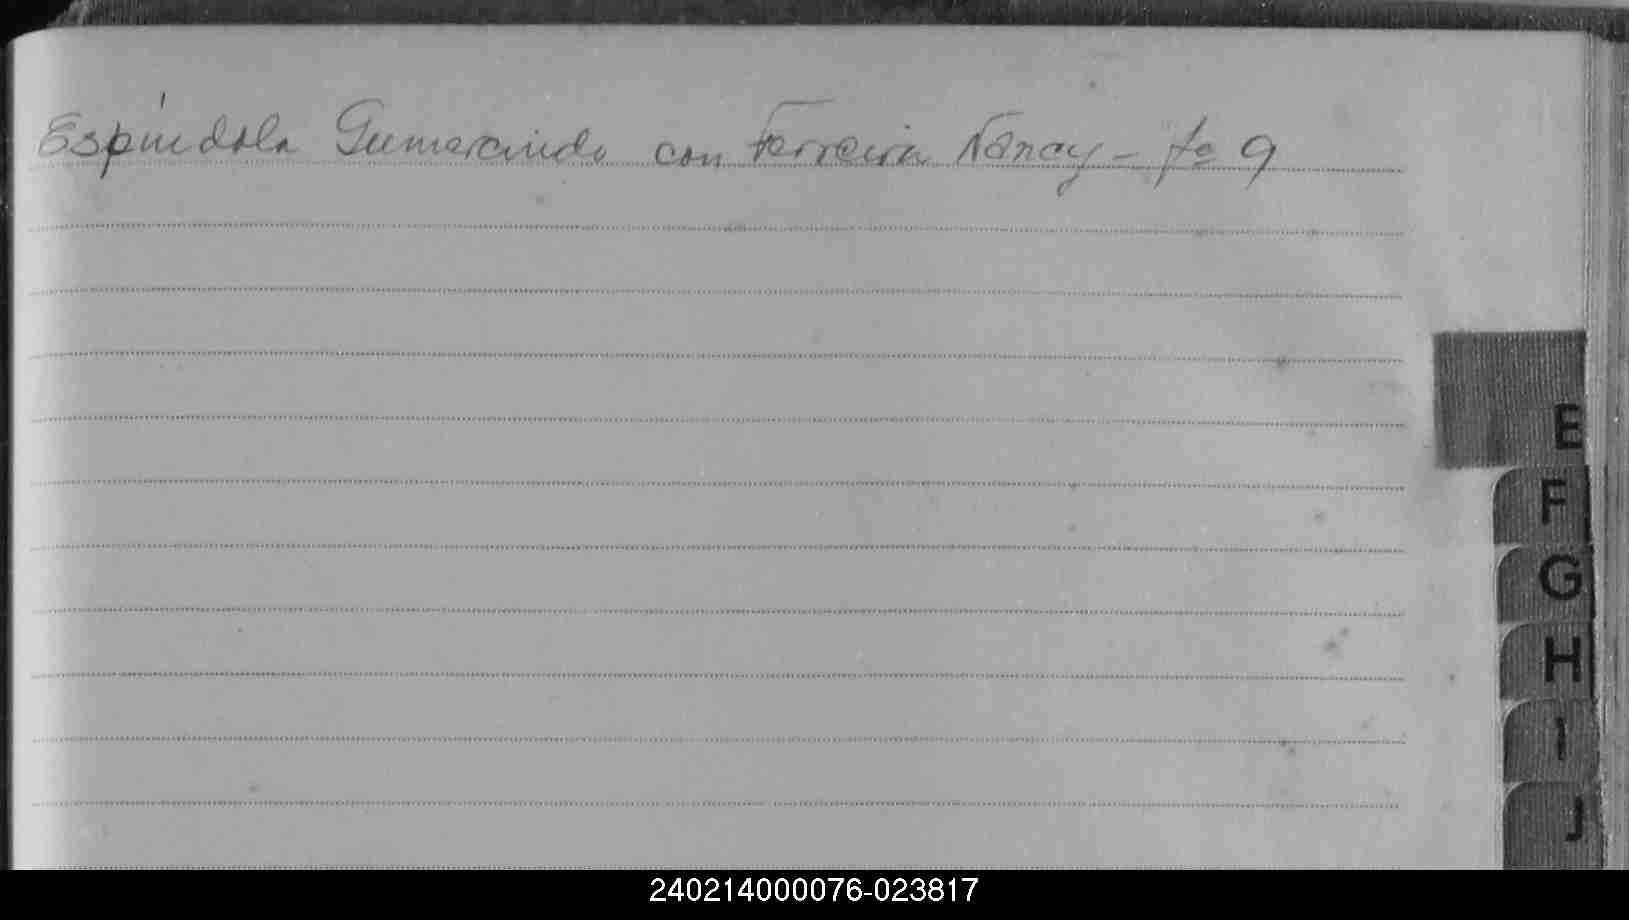 Espíndola Gumercindo con Ferreira Nancy - fo 9
E
F
G
H
I
J
240214000076-023817